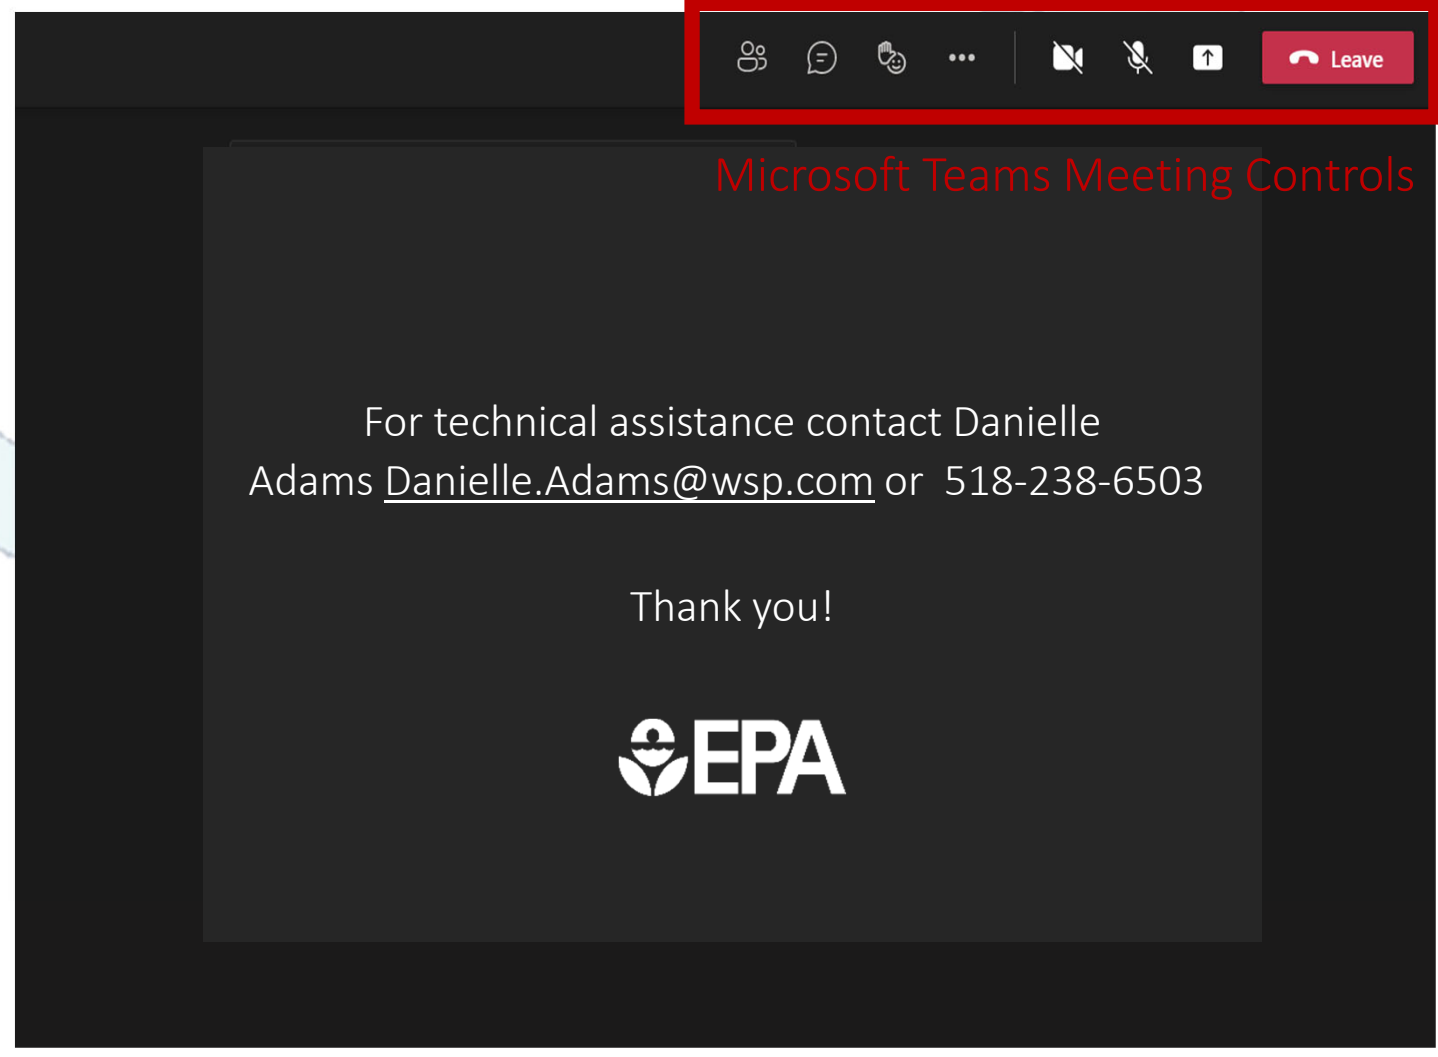 Leave
Microsoft Teams Meeting Controls
For technical assistance contact Danielle
Adams Danielle.Adams@wsp.com or 518-238-6503
Thank you!
EPA